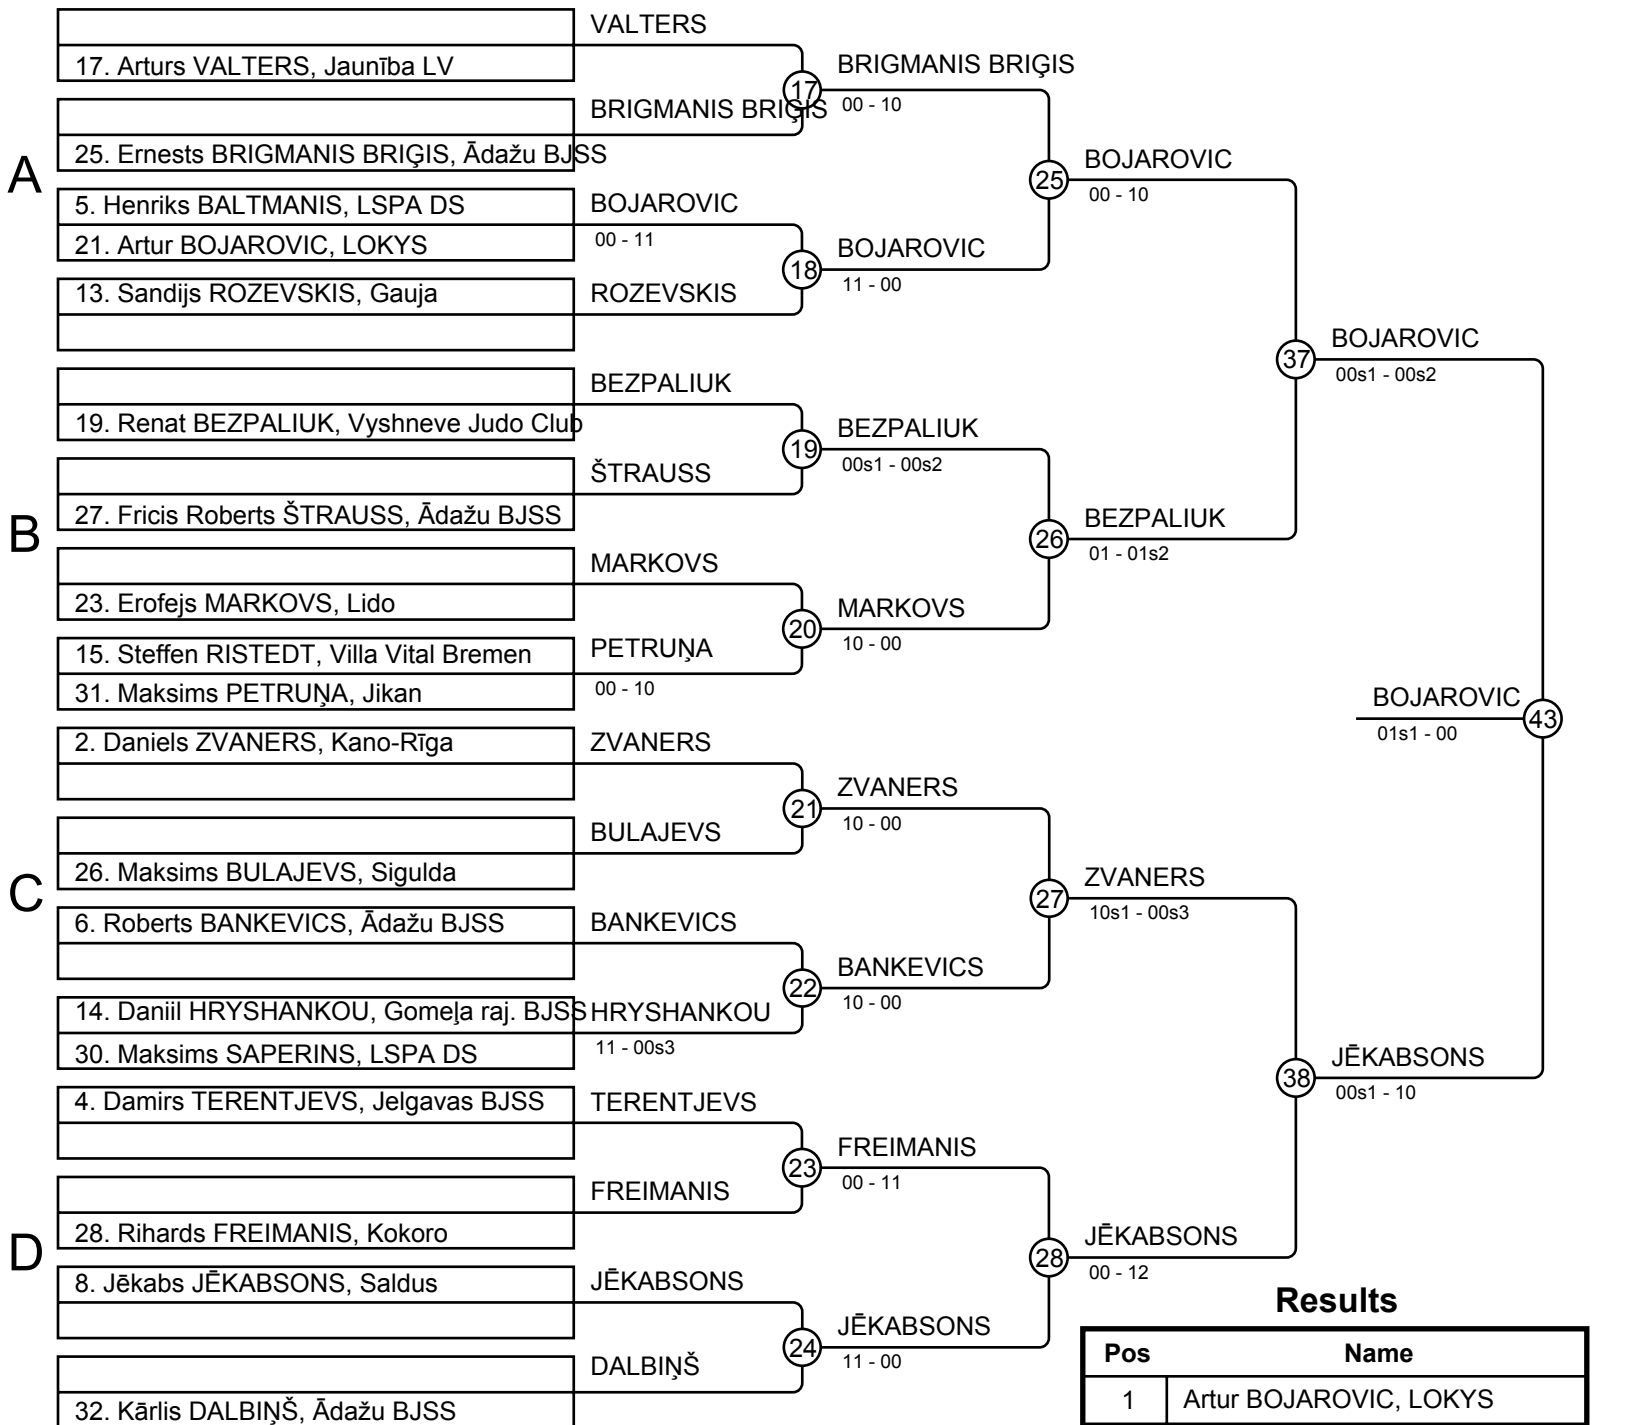 A
17. Arturs VALTERS, Jaunība LV
25. Ernests BRIGMANIS BRIĢIS, Ādažu BJSS
5. Henriks BALTMANIS, LSPA DS
21. Artur BOJAROVIC, LOKYS
13. Sandijs ROZEVSKIS, Gauja
B
19. Renat BEZPALIUK, Vyshneve Judo Club
27. Fricis Roberts ŠTRAUSS, Ādažu BJSS
23. Erofejs MARKOVS, Lido
15. Steffen RISTEDT, Villa Vital Bremen
31. Maksims PETRUŅA, Jikan
C
2. Daniels ZVANERS, Kano-Rīga
26. Maksims BULAJEVS, Sigulda
6. Roberts BANKEVICS, Ādažu BJSS
14. Daniil HRYSHANKOU, Gomeļa raj. BJSS
30. Maksims SAPERINS, LSPA DS
D
4. Damirs TERENTJEVS, Jelgavas BJSS
28. Rihards FREIMANIS, Kokoro
8. Jēkabs JĒKABSONS, Saldus
32. Kārlis DALBIŅŠ, Ādažu BJSS
VALTERS
BRIGMANIS BRIĢIS
BOJAROVIC
00 - 11
ROZEVSKIS
BEZPALIUK
ŠTRAUSS
MARKOVS
PETRUŅA
00 - 10
ZVANERS
BULAJEVS
BANKEVICS
HRYSHANKOU
11 - 00s3
TERENTJEVS
FREIMANIS
JĒKABSONS
DALBIŅŠ
17
BRIGMANIS BRIĢIS
00 - 10
18
BOJAROVIC
11 - 00
19
BEZPALIUK
00s1 - 00s2
20
MARKOVS
10 - 00
21
ZVANERS
10 - 00
22
BANKEVICS
10 - 00
23
FREIMANIS
00 - 11
24
JĒKABSONS
11 - 00
25
BOJAROVIC
00 - 10
26
BEZPALIUK
01 - 01s2
27
ZVANERS
10s1 - 00s3
28
JĒKABSONS
00 - 12
37
BOJAROVIC
00s1 - 00s2
38
JĒKABSONS
00s1 - 10
BOJAROVIC
43
01s1 - 00
Results
Pos Name
1 Artur BOJAROVIC, LOKYS